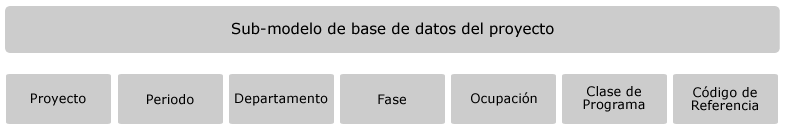 Sub-modelo de base de datos del proyecto
Proyecto
Periodo
Departamento
Fase
Ocupación
Clase de
Programa
Código de
Referencia